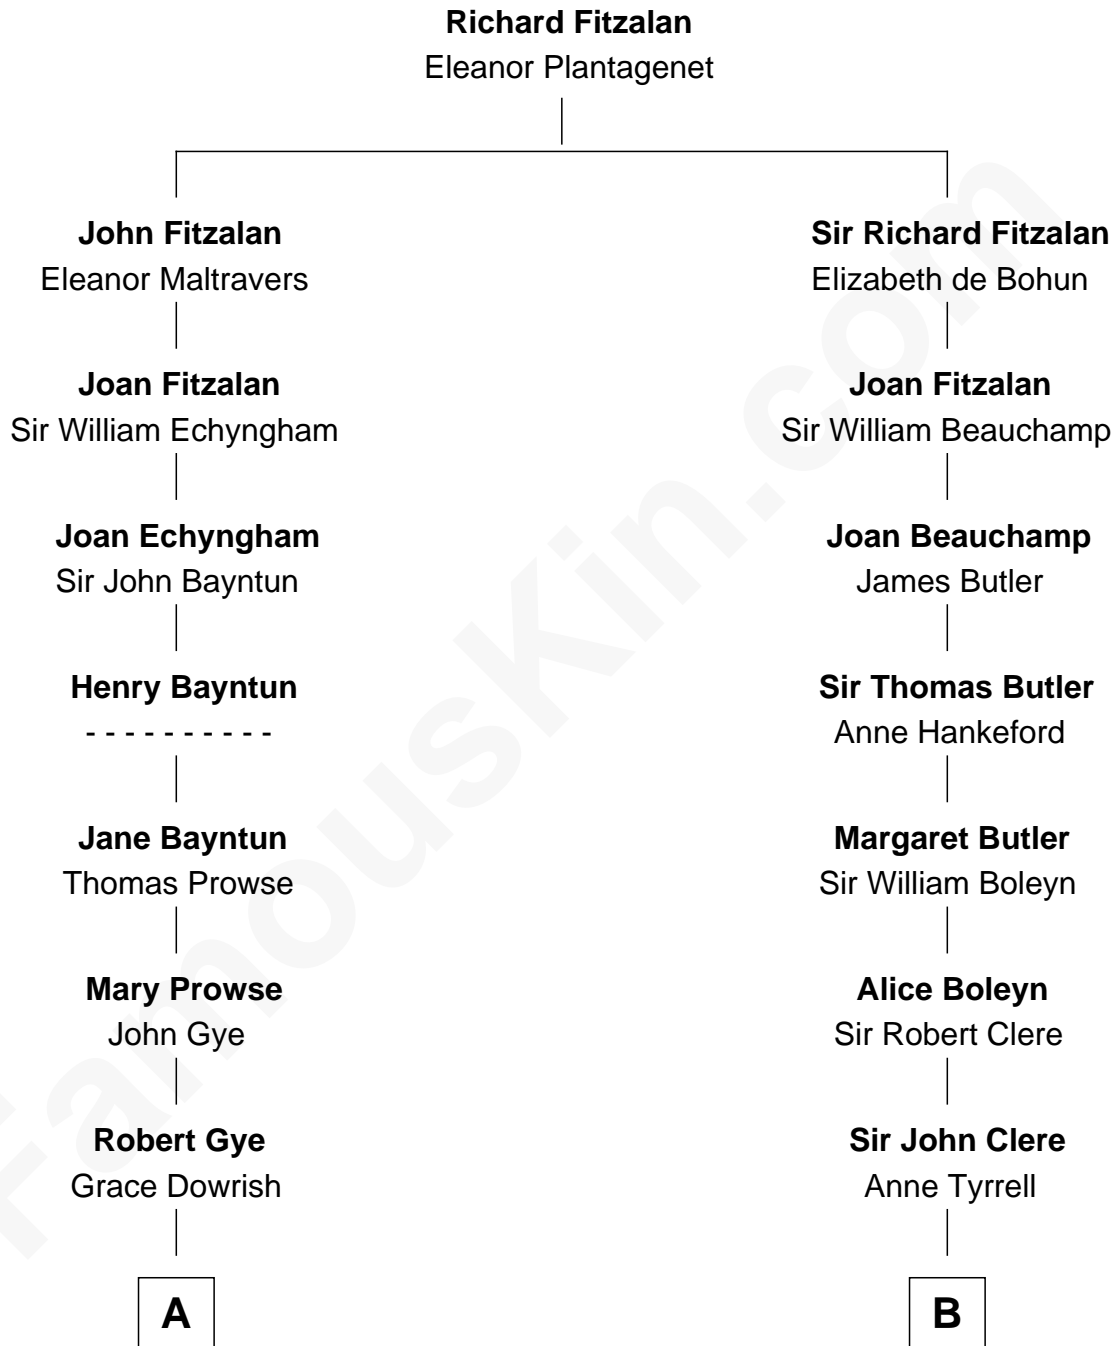 Richard Fitzalan
Eleanor Plantagenet
John Fitzalan
Eleanor Maltravers
Sir Richard Fitzalan
Elizabeth de Bohun
Joan Fitzalan
Sir William Echyngham
Joan Fitzalan
Sir William Beauchamp
Joan Echyngham
Sir John Bayntun
Joan Beauchamp
James Butler
Henry Bayntun
- - - - - - - - - -
Sir Thomas Butler
Anne Hankeford
Jane Bayntun
Thomas Prowse
Margaret Butler
Sir William Boleyn
Mary Prowse
John Gye
Alice Boleyn
Sir Robert Clere
Robert Gye
Grace Dowrish
Sir John Clere
Anne Tyrrell
A
B
FamousKin.com